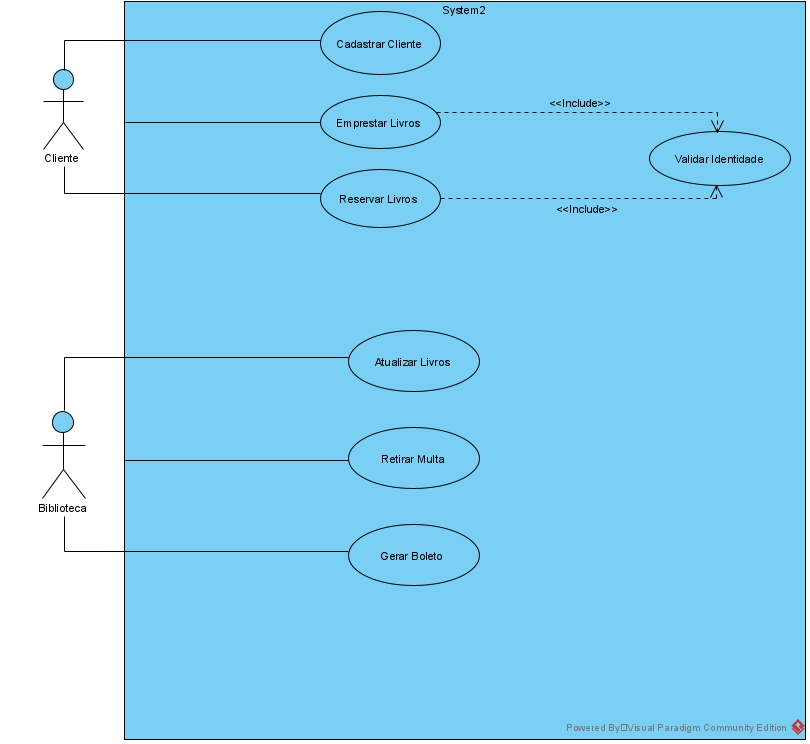 System2
Cadastrar Cliente
<<Include>>
Emprestar Livros
Validar Identidade
Cliente
Reservar Livros
<<Include>>
Atualizar Livros
Retirar Multa
Biblioteca
Gerar Boleto
Powered By Visual Paradigm Community Edition